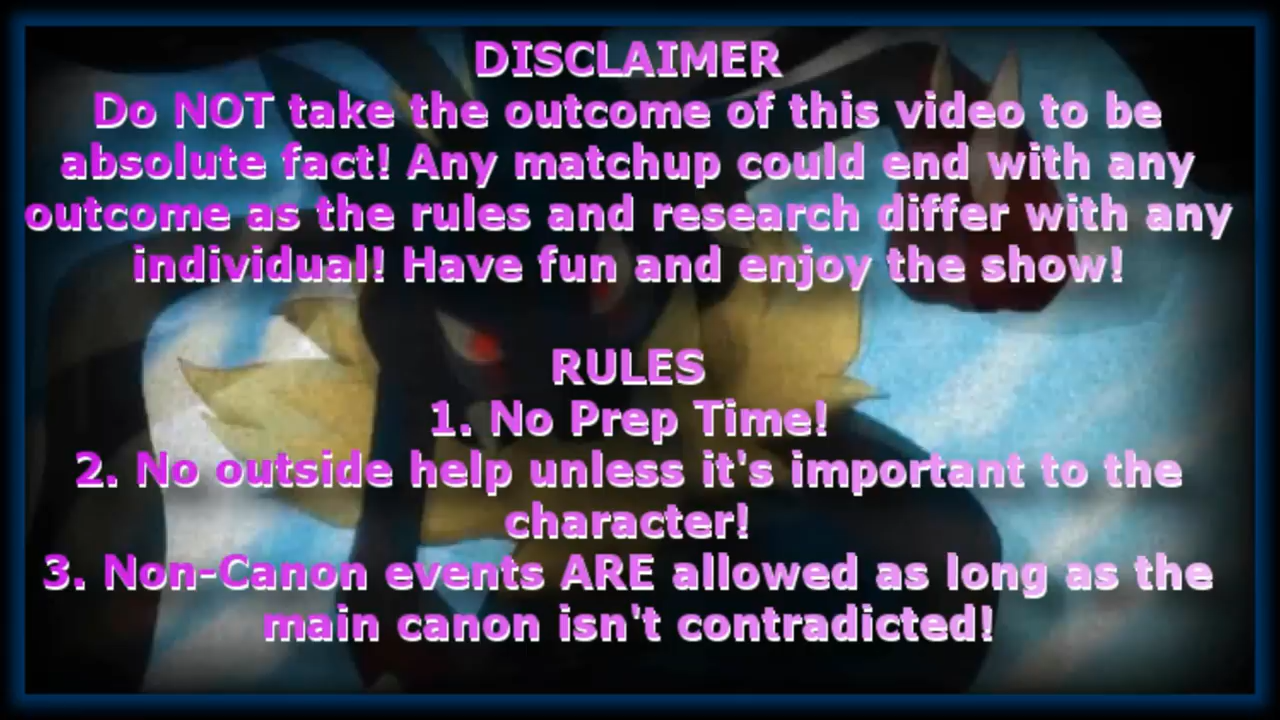 DISCLAIMER
Do NOT take the outcome of this video to be
absolute fact! Any matchup could end with any
outcome as the rules and research differ with any
individual! Have fun and enjoy the show!
RULES
1. No Prep Time!
2. No outside help unless it's important to the
character!
3. Non-Canon events ARE allowed as long as the
main canon isn't contradicted!